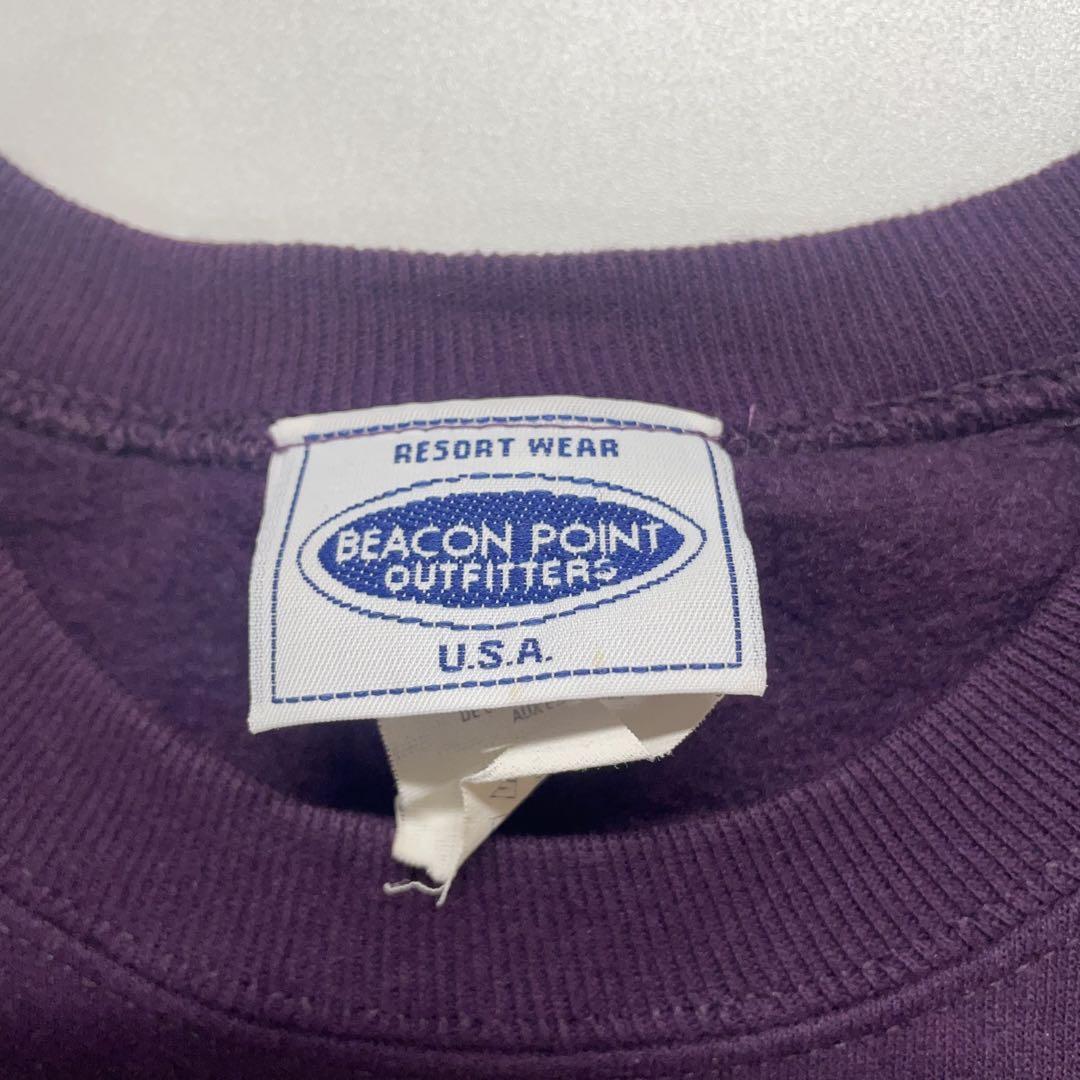 RESORT WEAR
BEACON POINT
OUTFITTERS
U.S.A.